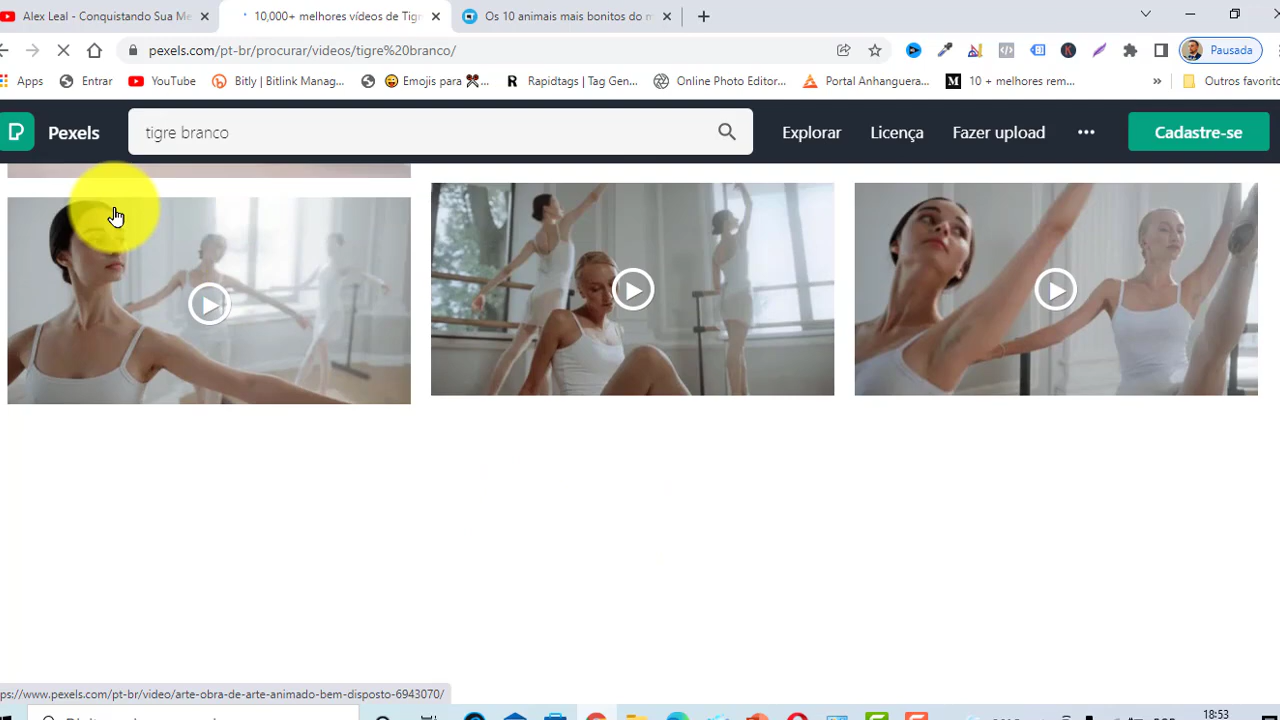 Alex Leal - Conquistando Sua Me
10,000+ melhores vídeos de Tigr
Os 10 animais mais bonitos do m
pexels.com/pt-br/procurar/videos/tigre%20branco/
Pausada
Apps
Entrar
YouTube
Bitly | Bitlink Manag...
Emojis para
Rapidtags | Tag Gen...
Online Photo Editor...
Portal Anhanguera...
10 + melhores rem...
»
Outros favorito
Pexels
tigre branco
Explorar
Licença
Fazer upload
Cadastre-se
ps://www.pexels.com/pt-br/video/arte-obra-de-arte-animado-bem-disposto-6943070/
18:53